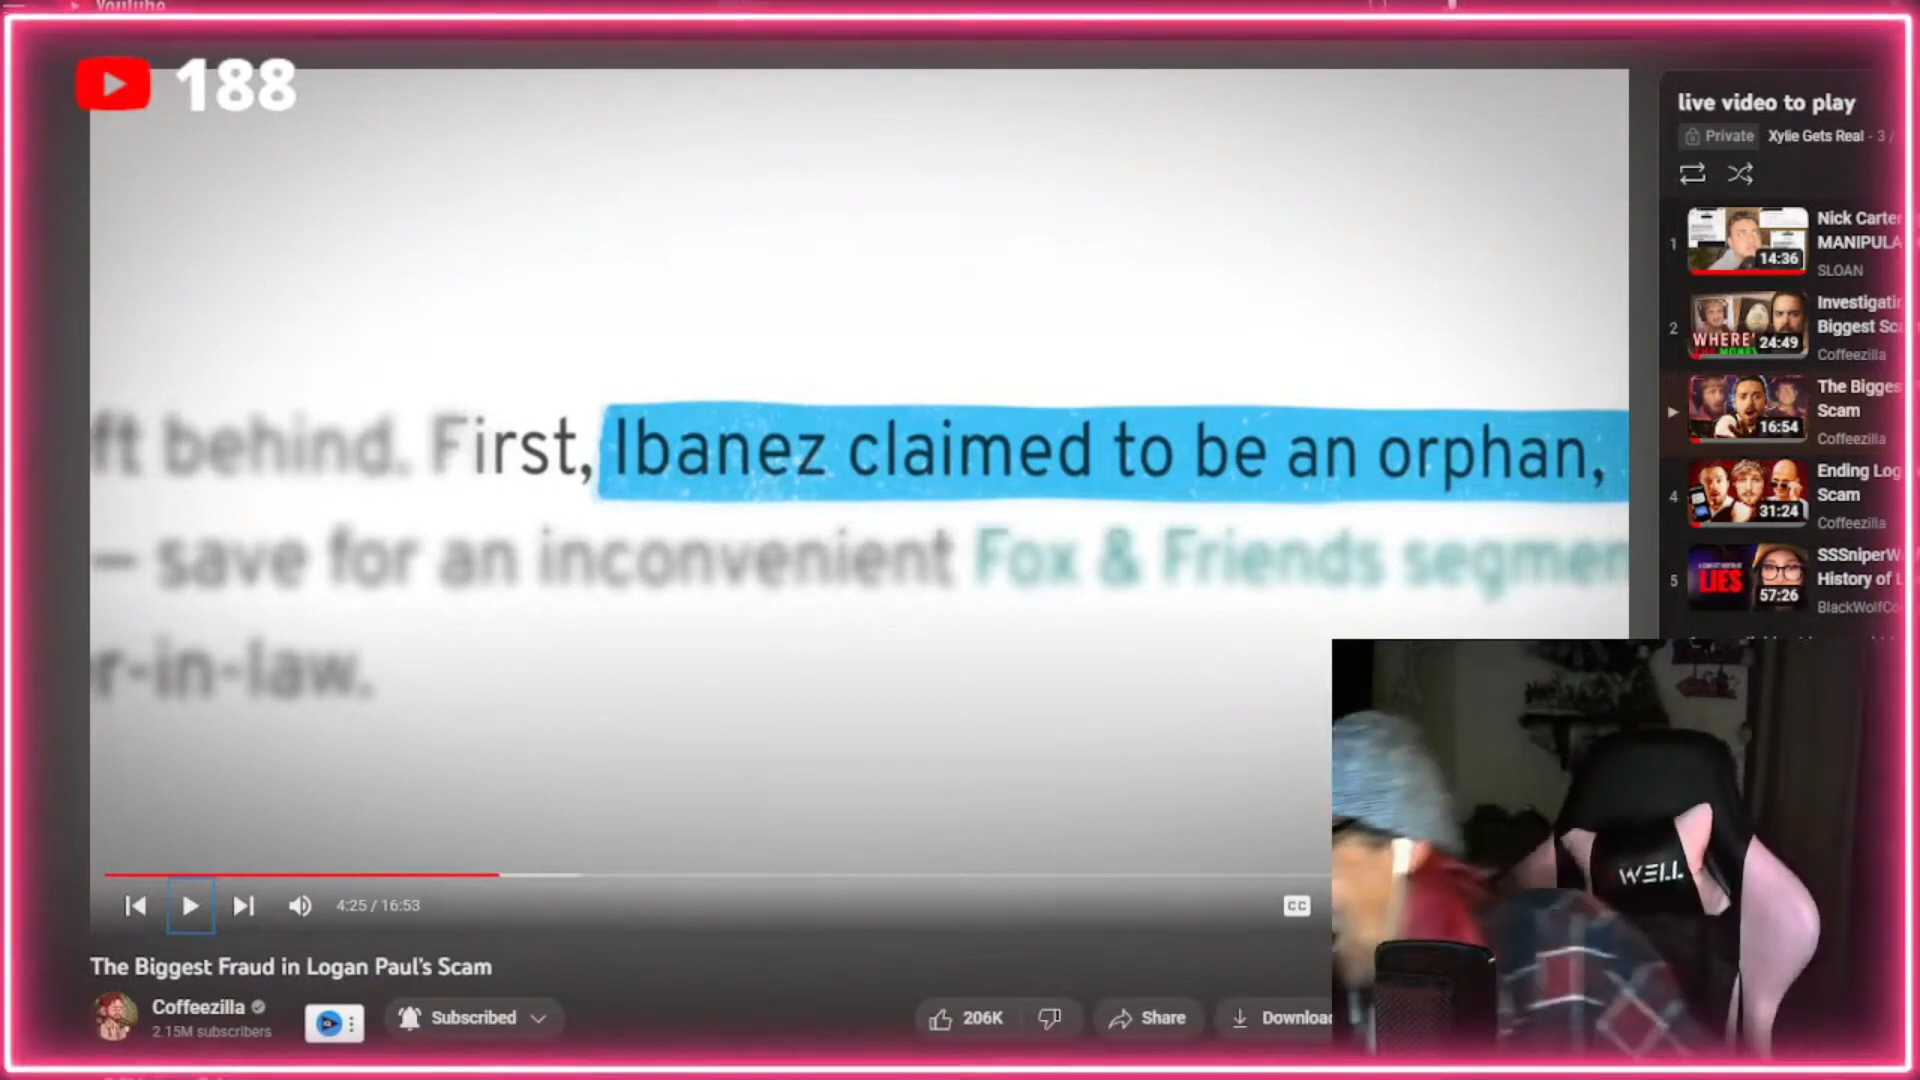 YouTube
188
ft behind. First, Ibanez claimed to be an orphan,
– save for an inconvenient Fox & Friends segmen
r-in-law.
CC
4:25 / 16:53
The Biggest Fraud in Logan Paul's Scam
Coffeezilla
2.15M subscribers
Subscribed
206K
Share
Download
live video to play
Private
Xylie Gets Real - 3 /
1
14:36
Nick Carter
MANIPULA
SLOAN
2
WHERE'
24:49
Investigatin
Biggest Sca
Coffeezilla
16:54
The Bigges
Scam
Coffeezilla
4
31:24
Ending Log
Scam
Coffeezilla
5
LIES
57:26
SSSniperW
History of L
BlackWolfCo
WELL